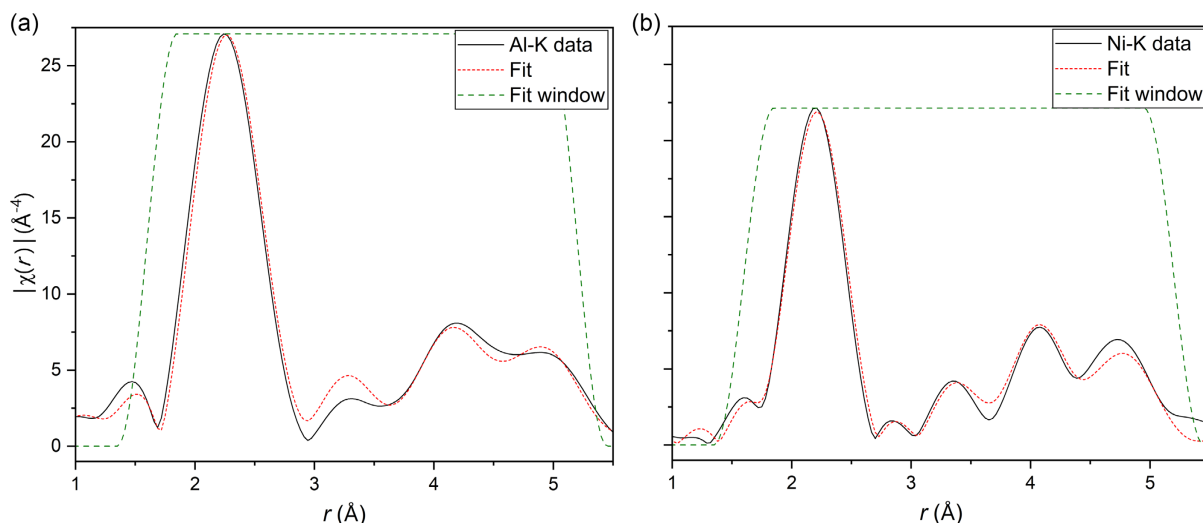 (a)
Al-K data
Fit
Fit window
|χ(r)| (Å⁻⁴)
25
20
15
10
5
0
1 2 3 4 5
r (Å)
(b)
Ni-K data
Fit
Fit window
1 2 3 4 5
r (Å)